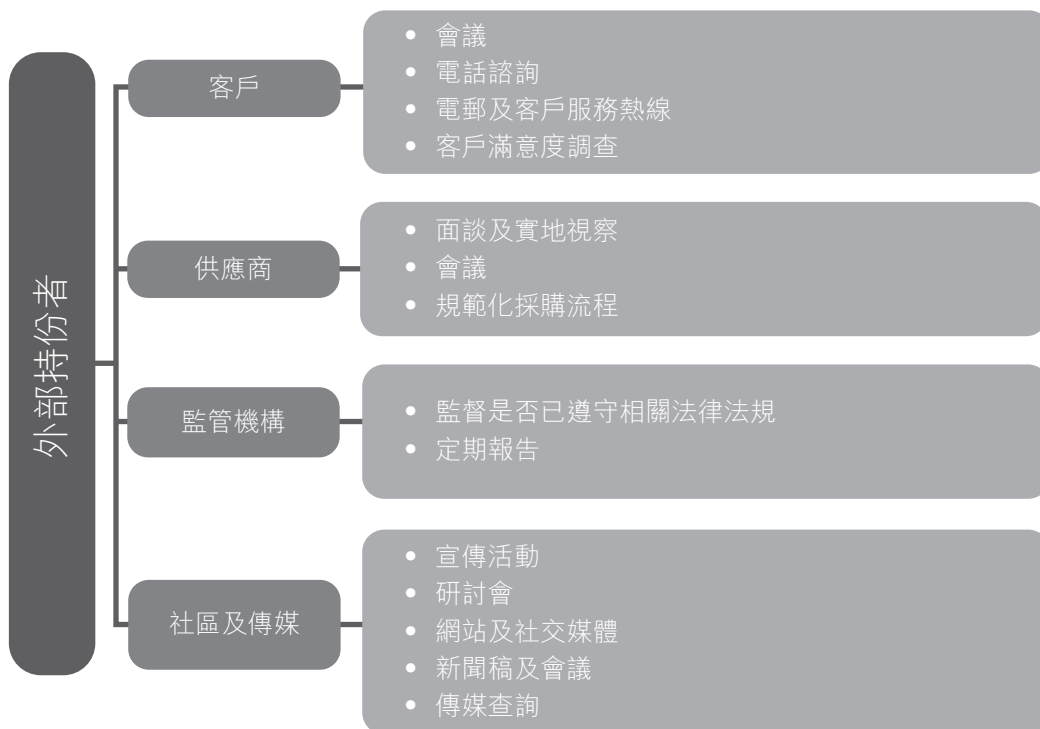 外部持份者
客戶
• 會議
• 電話諮詢
• 電郵及客戶服務熱線
• 客戶滿意度調查
供應商
• 面談及實地視察
• 會議
• 規範化採購流程
監管機構
• 監督是否已遵守相關法律法規
• 定期報告
社區及傳媒
• 宣傳活動
• 研討會
• 網站及社交媒體
• 新聞稿及會議
• 傳媒查詢